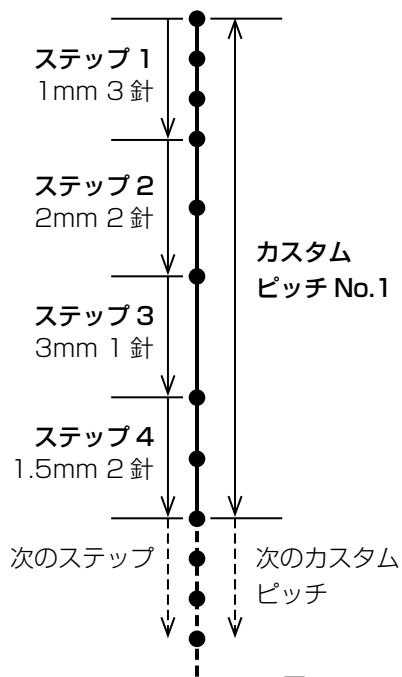 ステップ 1
1mm 3 針
ステップ 2
2mm 2 針
カスタム
ピッチ No.1
ステップ 3
3mm 1 針
ステップ 4
1.5mm 2 針
次のステップ
次のカスタム
ピッチ